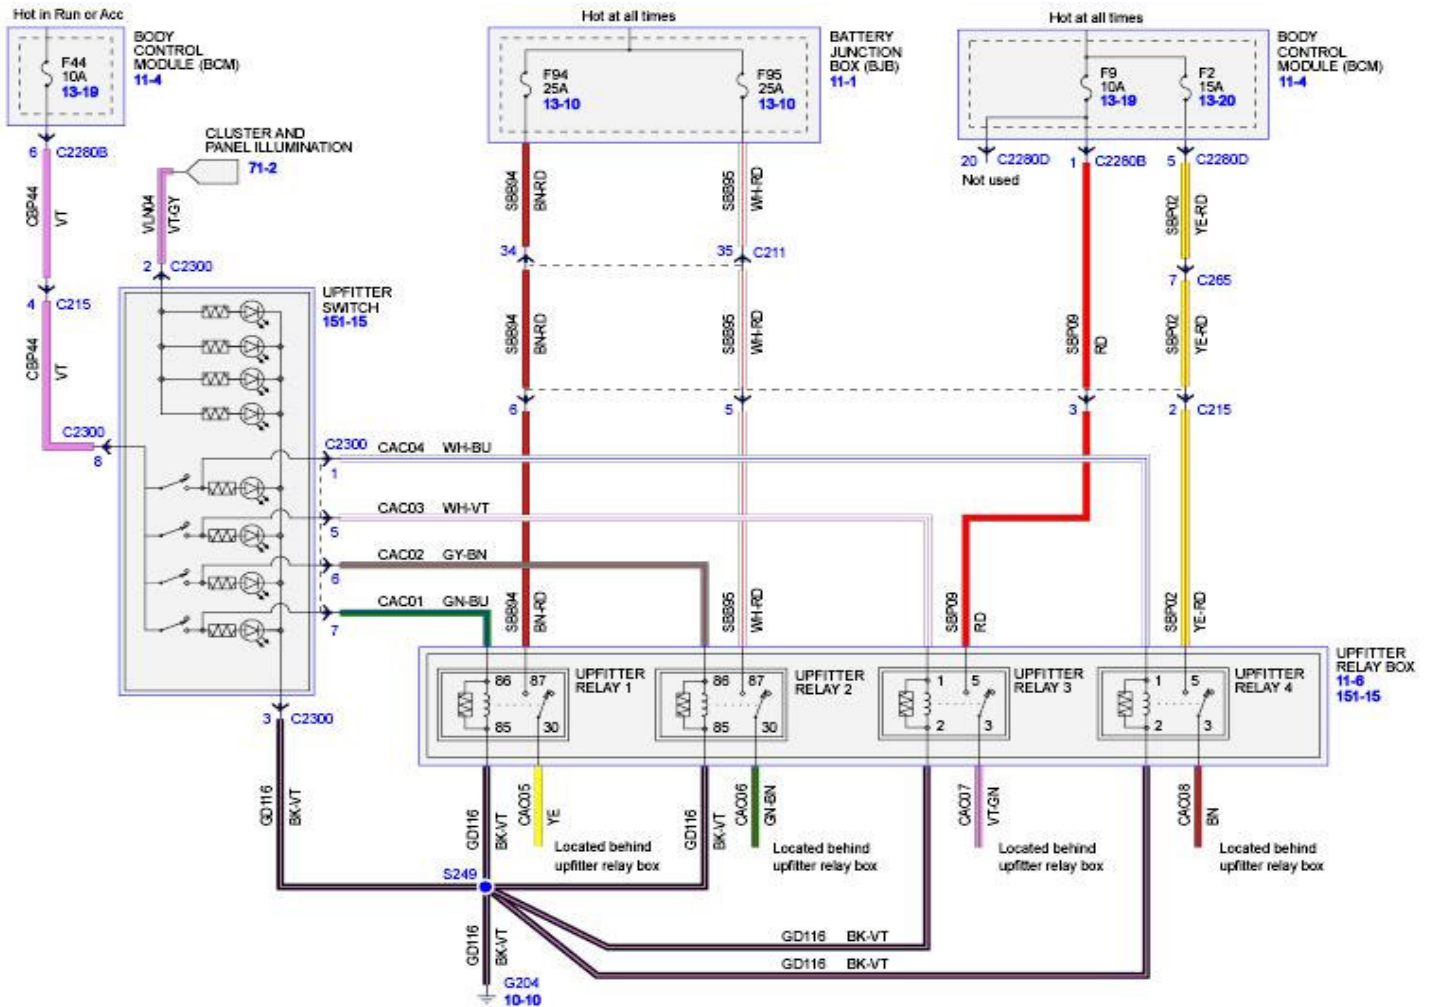 Hot in Run or Acc
F44
10A
13-19
BODY
CONTROL
MODULE (BCM)
11-4
Hot at all times
F94
25A
13-10
F95
25A
13-10
BATTERY
JUNCTION
BOX (BJB)
11-1
Hot at all times
F9
10A
13-19
F2
15A
13-20
BODY
CONTROL
MODULE (BCM)
11-4
6 C2280B
CLUSTER AND
PANEL ILLUMINATION
71-2
20 C2280D
Not used
1 C2280B
5 C2280D
CBP44
VT
VLN04
VT-GY
SBB94
BN-RD
SBB95
WH-RD
SBP02
YE-RD
34
35 C211
2 C2300
7 C265
4 C215
UPFITTER
SWITCH
151-15
CBP44
VT
SBB94
BN-RD
SBB95
WH-RD
SBP09
RD
SBP02
YE-RD
6
5
3
2 C215
C2300
8
C2300
1
CAC04 WH-BU
CAC03 WH-VT
5
CAC02 GY-BN
6
CAC01 GN-BU
7
SBB94
BN-RD
SBB95
WH-RD
SBP09
RD
SBP02
YE-RD
86 87
85 30
UPFITTER
RELAY 1
86 87
85 30
UPFITTER
RELAY 2
1 5
2 3
UPFITTER
RELAY 3
1 5
2 3
UPFITTER
RELAY 4
UPFITTER
RELAY BOX
11-6
151-15
3 C2300
GD116
BK-VT
GD116
BK-VT
CAC05
YE
Located behind
upfitter relay box
GD116
BK-VT
CAC06
GN-BN
Located behind
upfitter relay box
CAC07
VT-GN
Located behind
upfitter relay box
CAC08
BN
Located behind
upfitter relay box
S249
GD116
BK-VT
GD116 BK-VT
GD116 BK-VT
G204
10-10